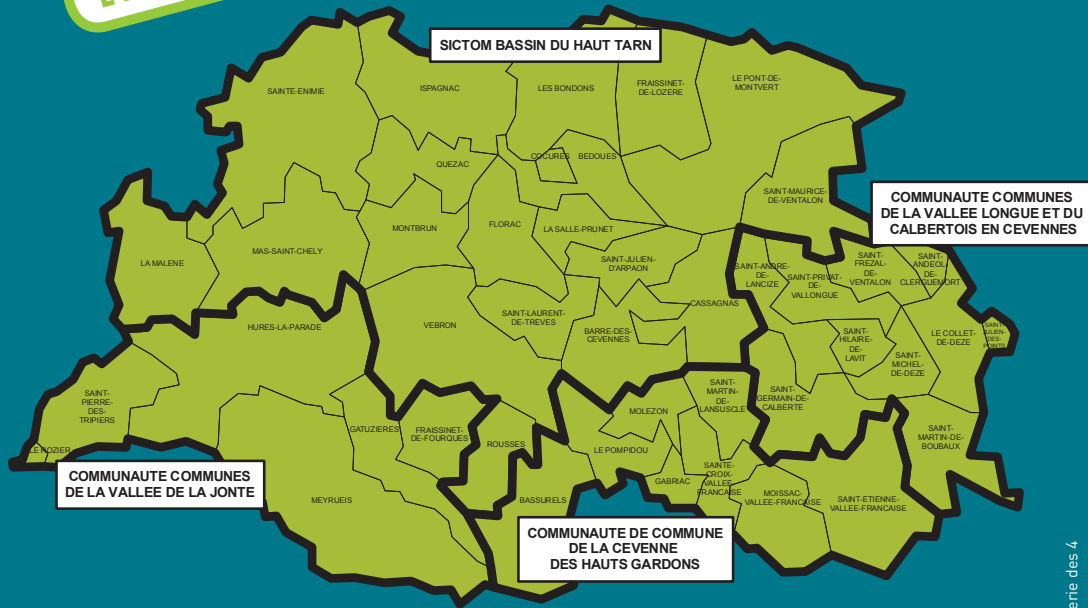 SICTOM BASSIN DU HAUT TARN
SAINTE-ENIMIE
ISPAGNAC
LES BONDONS
FRAISSINET-
DE-LOZERE
LE PONT-DE-
MONTVERT
QUEZAC
COCURES
BEDOUES
SAINT-MAURICE-
DE-VENTALON
COMMUNAUTE COMMUNES
DE LA VALLEE LONGUE ET DU
CALBERTOIS EN CEVENNES
LA MALENE
MAS-SAINT-CHELY
MONTBRUN
FLORAC
LA SALLE-PRUNET
SAINT-JULIEN-
D'ARPAON
SAINT-ANDRE-
DE-
LANCIZE
SAINT-PRIVAT-
DE-
VALLONGUE
SAINT-
FREZAL-
DE-
VENTALON
SAINT-
ANDEOL-
DE-
CLERGUEMORT
HURES-LA-PARADE
VEBRON
SAINT-LAURENT-
DE-TREVES
BARRE-DES-
CEVENNES
CASSAGNAS
SAINT-
HILAIRE-
DE-
LAVIT
SAINT-
MICHEL-
DE-DEZE
LE COLLET-
DE-DEZE
SAINT-
JULIEN-
DES-
POINTS
SAINT-
PIERRE-
DES-
TRIPIERS
LE ROZIER
GATUZIERES
FRAISSINET-
DE-FOURQUES
ROUSSES
MOLEZON
SAINT-
MARTIN-
DE-
LANSUSCLE
SAINT-
GERMAIN-DE-
CALBERTE
SAINT-
MARTIN-DE-
BOUBAUX
COMMUNAUTE COMMUNES
DE LA VALLEE DE LA JONTE
MEYRUEIS
BASSURELS
LE POMPIDOU
GABRIAC
SAINTE-
CROIX-
VALLEE-
FRANCAISE
MOISSAC-
VALLEE-FRANCAISE
SAINT-ETIENNE-
VALLEE-FRANCAISE
COMMUNAUTE DE COMMUNE
DE LA CEVENNE
DES HAUTS GARDONS
des 4